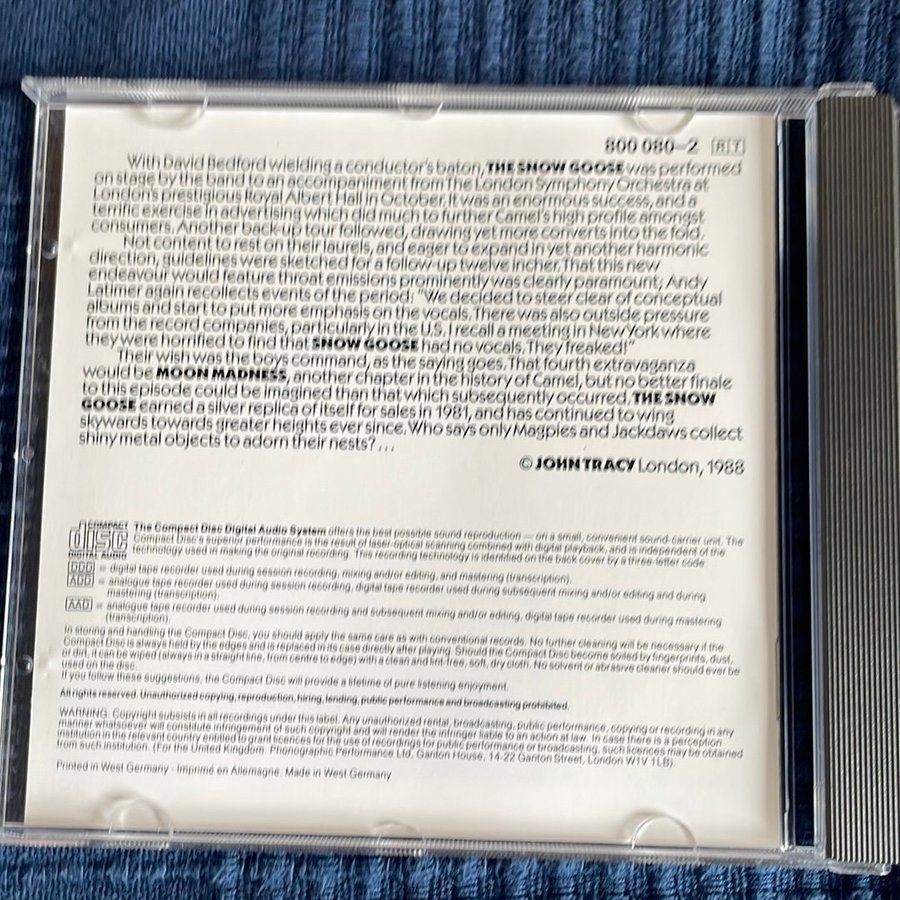 800 080-2 RT
With David Bedford wielding a conductor's baton, THE SNOW GOOSE was performed
on stage by the band to an accompaniment from The London Symphony Orchestra at
London's prestigious Royal Albert Hall in October. It was an enormous success, and a
terrific exercise in advertising which did much to further Camel's high profile amongst
consumers. Another back-up tour followed, drawing yet more converts into the fold.
Not content to rest on their laurels, and eager to expand in yet another harmonic
direction, guidelines were sketched for a follow-up twelve incher. That this new
endeavour would feature throat emissions prominently was clearly paramount; Andy
Latimer again recollects events of the period; "We decided to steer clear of conceptual
albums and start to put more emphasis on the vocals. There was also outside pressure
from the record companies, particularly in the U.S. I recall a meeting in New York where
they were horrified to find that SNOW GOOSE had no vocals. They freaked!"
Their wish was the boys command, as the saying goes. That fourth extravaganza
would be MOON MADNESS, another chapter in the history of Camel, but no better finale
to this episode could be imagined than that which subsequently occurred. THE SNOW
GOOSE earned a silver replica of itself for sales in 1981, and has continued to wing
skywards towards greater heights ever since. Who says only Magpies and Jackdaws collect
shiny metal objects to adorn their nests? ...
© JOHN TRACY London, 1988
COMPACT disc DIGITAL AUDIO
The Compact Disc Digital Audio System offers the best possible sound reproduction — on a small, convenient sound-carrier unit. The
Compact Disc's superior performance is the result of laser-optical scanning combined with digital playback, and is independent of the
technology used in making the original recording. This recording technology is identified on the back cover by a three-letter code:
DDD = digital tape recorder used during session recording, mixing and/or editing, and mastering (transcription).
ADD = analogue tape recorder used during session recording, digital tape recorder used during subsequent mixing and/or editing and during
mastering (transcription).
AAD = analogue tape recorder used during session recording and subsequent mixing and/or editing, digital tape recorder used during mastering
(transcription).
In storing and handling the Compact Disc, you should apply the same care as with conventional records. No further cleaning will be necessary if the
Compact Disc is always held by the edges and is replaced in its case directly after playing. Should the Compact Disc become soiled by fingerprints, dust,
or dirt, it can be wiped (always in a straight line, from centre to edge) with a clean and lint-free, soft, dry cloth. No solvent or abrasive cleaner should ever be
used on the disc.
If you follow these suggestions, the Compact Disc will provide a lifetime of pure listening enjoyment.
All rights reserved. Unauthorized copying, reproduction, hiring, lending, public performance and broadcasting prohibited.
WARNING: Copyright subsists in all recordings under this label. Any unauthorized rental, broadcasting, public performance, copying or recording in any
manner whatsoever will constitute infringement of such copyright and will render the infringer liable to an action at law. In case there is a perception
institution in the relevant country entitled to grant licences for the use of recordings for public performance or broadcasting, such licences may be obtained
from such institution. (For the United Kingdom: Phonographic Performance Ltd, Ganton House, 14-22 Ganton Street, London W1V 1LB).
Printed in West Germany · Imprimé en Allemagne. Made in West Germany